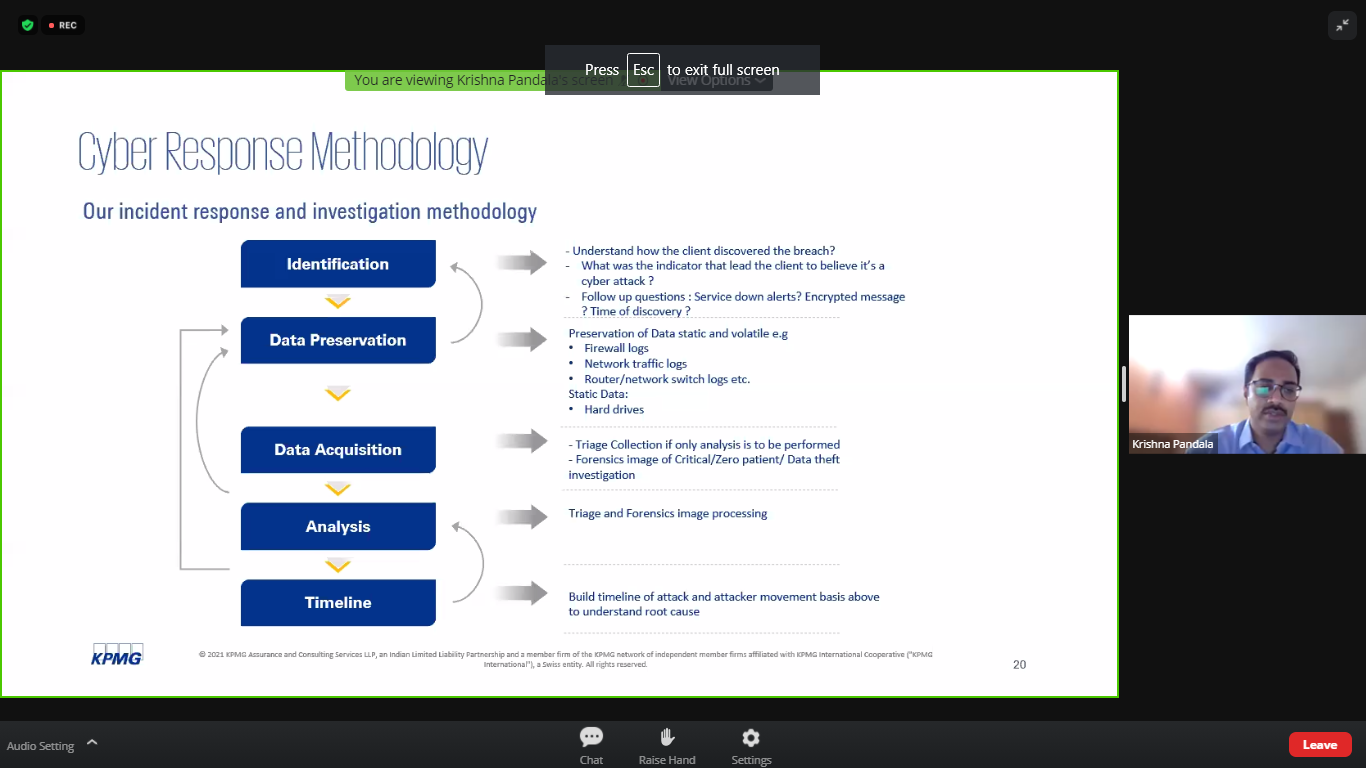 REC
Press Esc to exit full screen
You are viewing Krishna Pandala's screen
View Options
Cyber Response Methodology
Our incident response and investigation methodology
Identification
- Understand how the client discovered the breach?
- What was the indicator that lead the client to believe it's a
cyber attack ?
- Follow up questions : Service down alerts? Encrypted message
? Time of discovery ?
Data Preservation
Preservation of Data static and volatile e.g
• Firewall logs
• Network traffic logs
• Router/network switch logs etc.
Static Data:
• Hard drives
Data Acquisition
- Triage Collection if only analysis is to be performed
- Forensics image of Critical/Zero patient/ Data theft
investigation
Analysis
Triage and Forensics image processing
Timeline
Build timeline of attack and attacker movement basis above
to understand root cause
KPMG
© 2021 KPMG Assurance and Consulting Services LLP, an Indian Limited Liability Partnership and a member firm of the KPMG network of independent member firms affiliated with KPMG International Cooperative ("KPMG
International"), a Swiss entity. All rights reserved.
20
Krishna Pandala
Audio Setting
Chat
Raise Hand
Settings
Leave